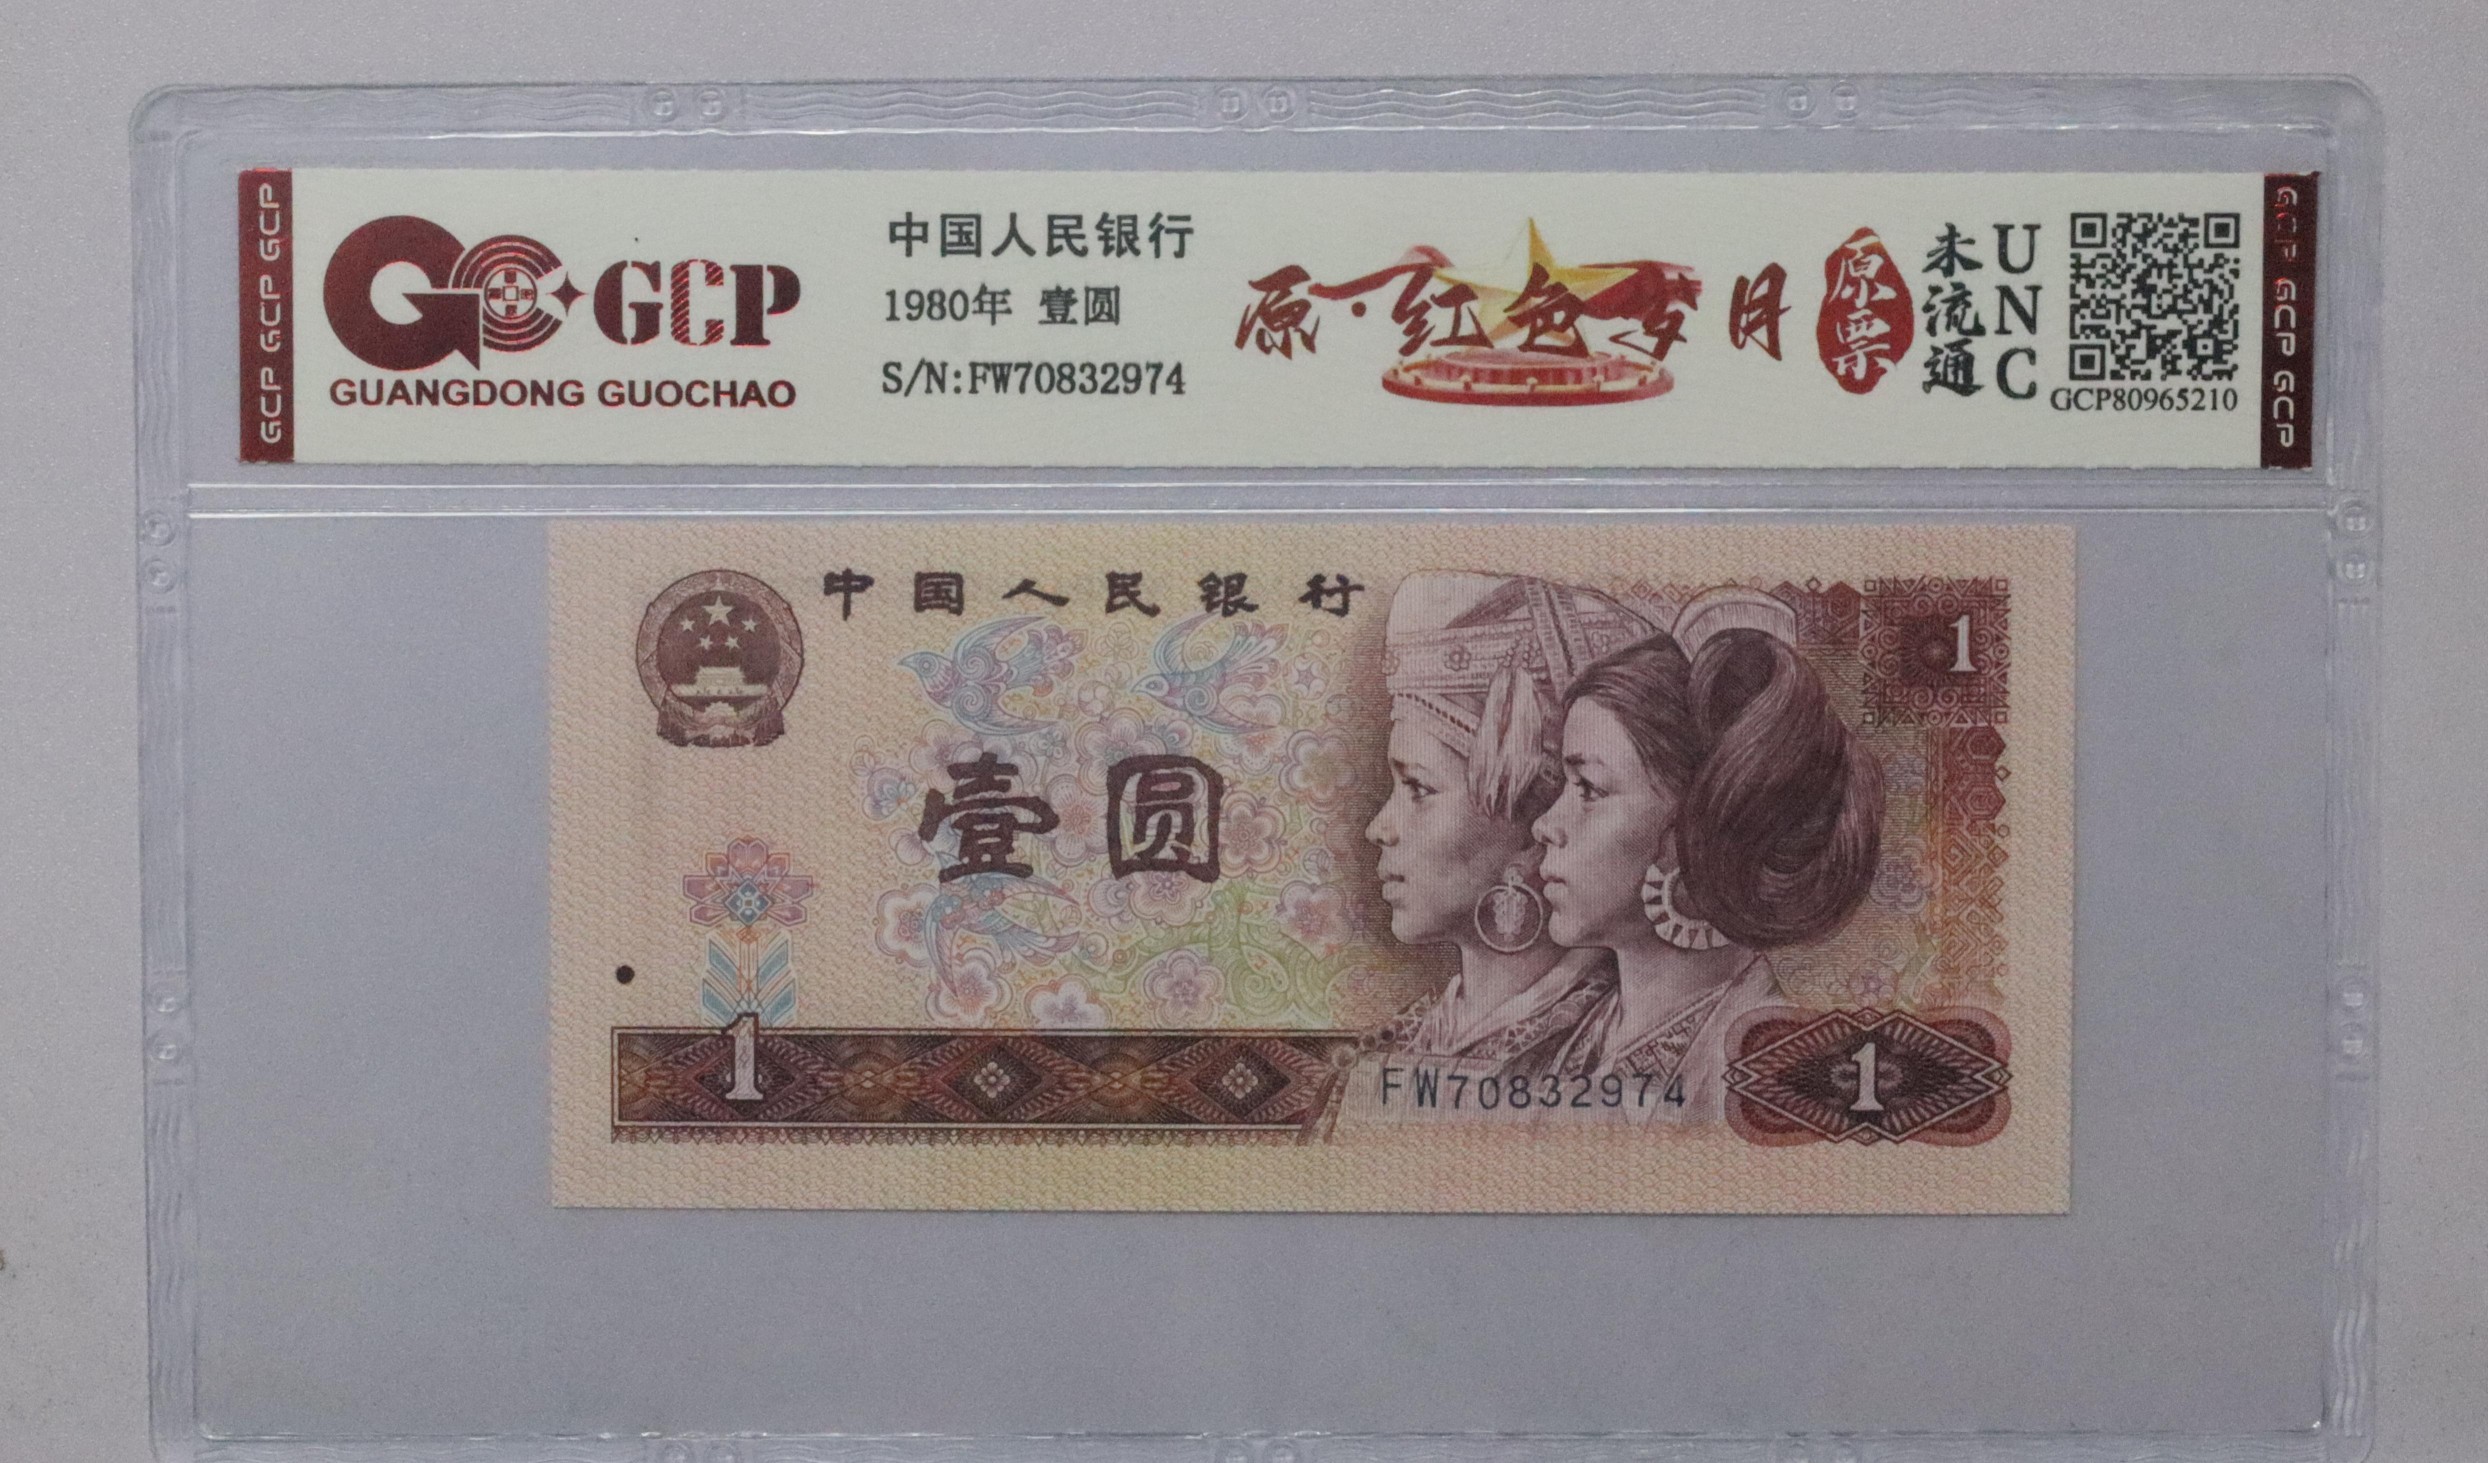 GCP GCP GCP
GCP
GUANGDONG GUOCHAO
中国人民银行
1980年 壹圆
S/N:FW70832974
原·红色岁月
原票
未流通
UNC
GCP80965210
GCP GCP GCP
中国人民银行
1
壹圆
1
FW70832974
1